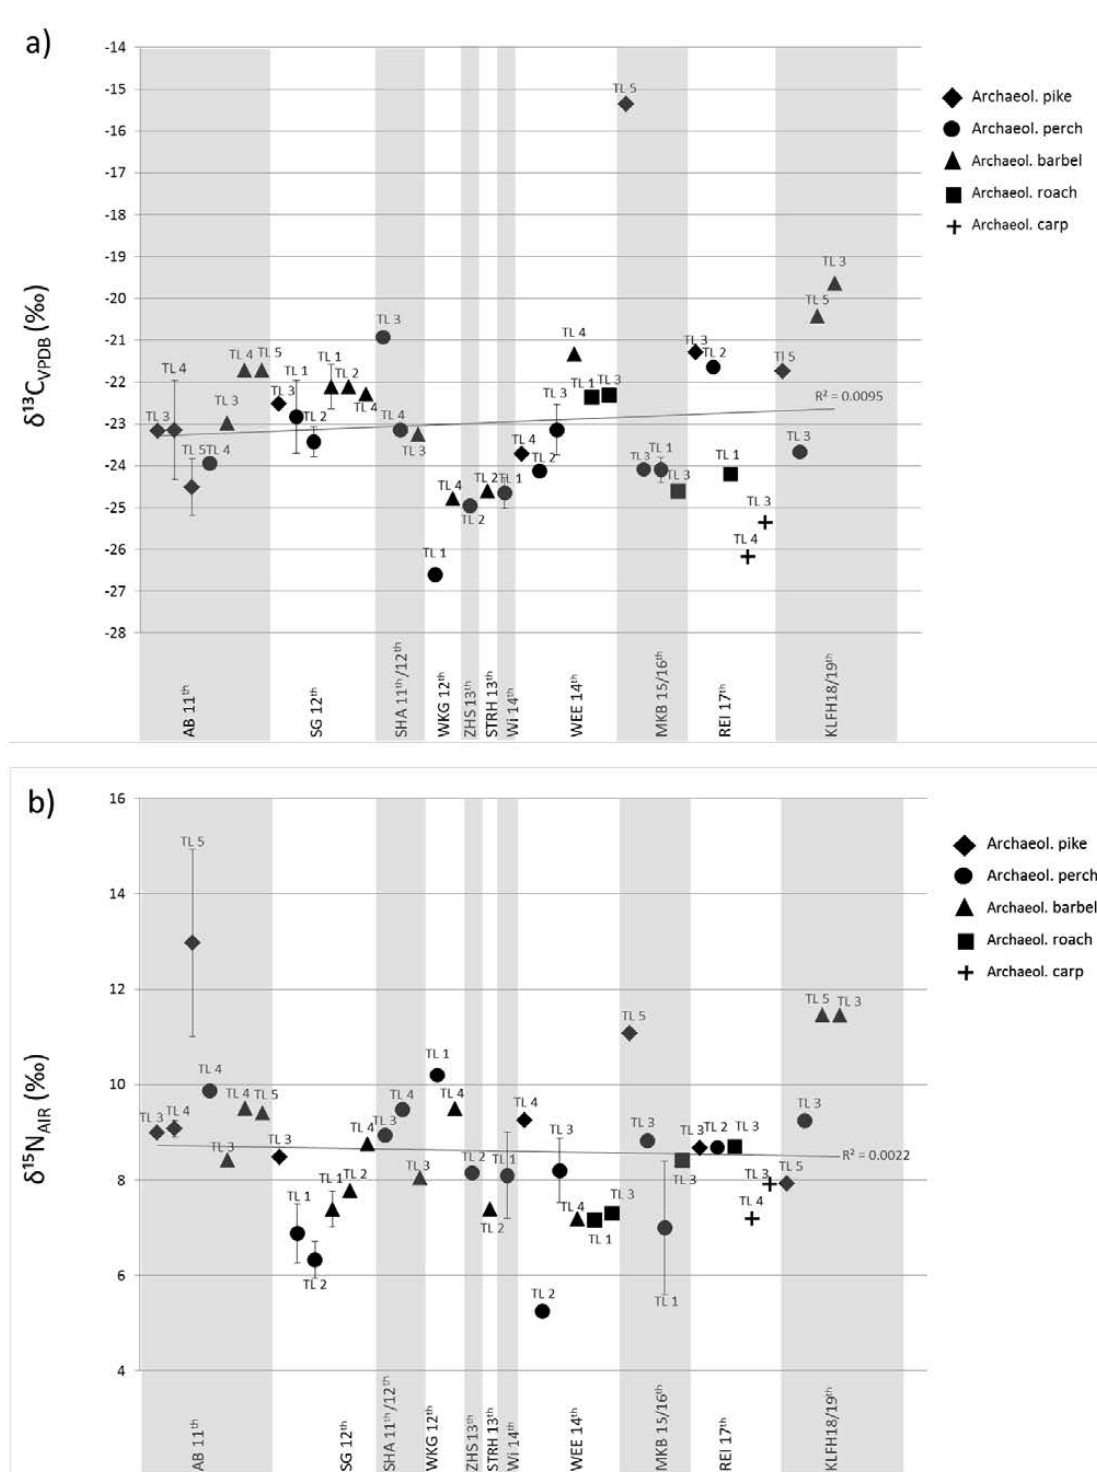 a)
-14
-15
-16
-17
-18
-19
-20
-21
-22
-23
-24
-25
-26
-27
-28
δ¹³C_VPDB (‰)
TL 3
TL 4
TL 5
TL 4
TL 3
TL 4
TL 5
TL 3
TL 1
TL 2
TL 1
TL 2
TL 4
TL 3
TL 4
TL 3
TL 1
TL 4
TL 2
TL 2
TL 1
TL 4
TL 2
TL 3
TL 4
TL 1
TL 3
TL 5
TL 3
TL 1
TL 3
TL 3
TL 2
TL 1
TL 4
TL 3
TL 5
TL 3
TL 5
TL 3
R² = 0.0095
Archaeol. pike
Archaeol. perch
Archaeol. barbel
Archaeol. roach
Archaeol. carp
AB 11ᵗʰ
SG 12ᵗʰ
SHA 11ᵗʰ/12ᵗʰ
WKG 12ᵗʰ
ZHS 13ᵗʰ
STRH 13ᵗʰ
Wi 14ᵗʰ
WEE 14ᵗʰ
MKB 15/16ᵗʰ
REI 17ᵗʰ
KLFH18/19ᵗʰ
b)
16
14
12
10
8
6
4
δ¹⁵N_AIR (‰)
TL 3
TL 4
TL 5
TL 4
TL 3
TL 4
TL 5
TL 3
TL 1
TL 2
TL 1
TL 2
TL 4
TL 3
TL 4
TL 3
TL 1
TL 4
TL 2
TL 2
TL 1
TL 4
TL 2
TL 3
TL 4
TL 1
TL 3
TL 5
TL 3
TL 1
TL 3
TL 3
TL 2
TL 3
TL 4
TL 3
TL 5
TL 3
TL 5
TL 3
R² = 0.0022
Archaeol. pike
Archaeol. perch
Archaeol. barbel
Archaeol. roach
Archaeol. carp
AB 11ᵗʰ
SG 12ᵗʰ
SHA 11ᵗʰ/12ᵗʰ
WKG 12ᵗʰ
ZHS 13ᵗʰ
STRH 13ᵗʰ
Wi 14ᵗʰ
WEE 14ᵗʰ
MKB 15/16ᵗʰ
REI 17ᵗʰ
KLFH18/19ᵗʰ